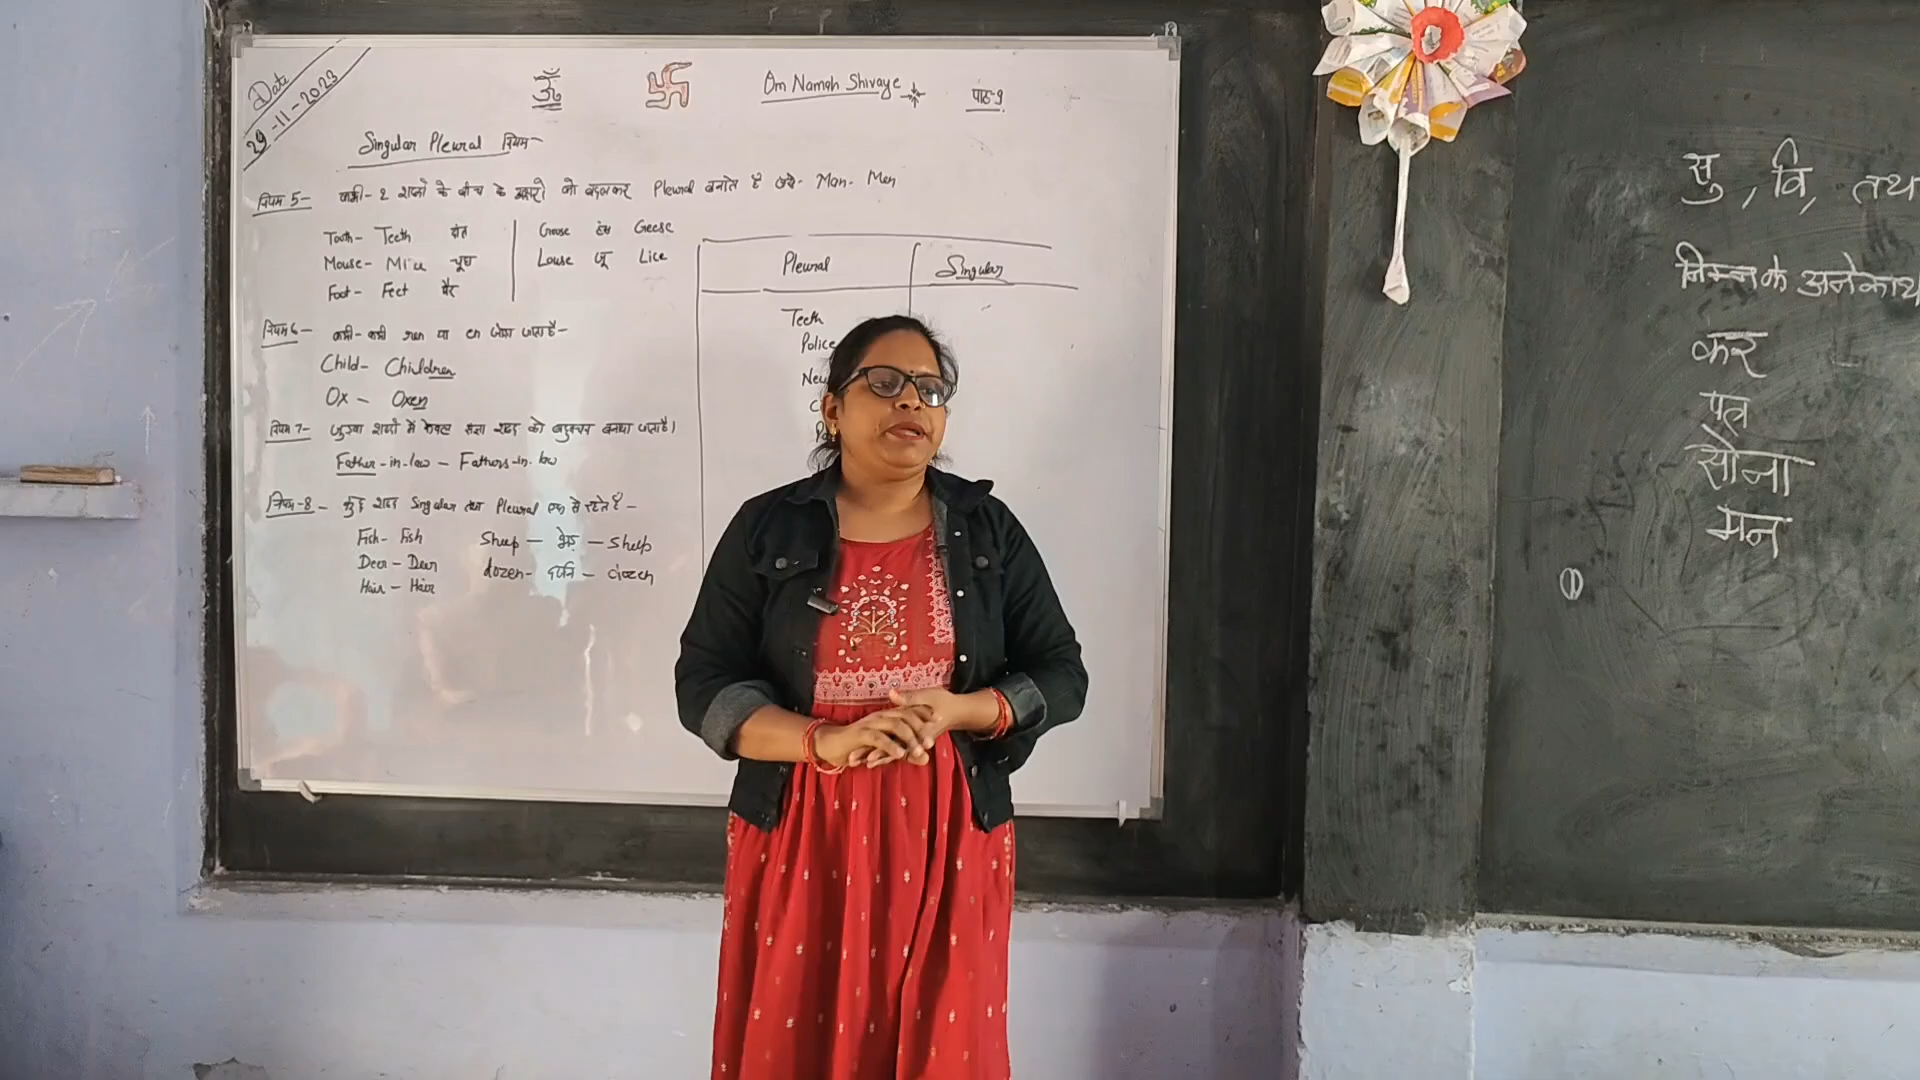 Date
29-11-2023
ॐ
Om Namah Shivaye
पाठ-9
Singular Pleural नियम-
नियम 5- कभी-2 शब्दों के बीच के अक्षरों को बदलकर Pleural बनाते है जैसे- Man- Men
Tooth- Teeth दांत
Mouse- Mice चूहा
Foot- Feet पैर
Goose हंस Geese
Louse जू Lice
नियम 6- कभी-कभी ren या en जोड़ा जाता है-
Child- Children
Ox - Oxen
नियम 7- जुड़वा शब्दों में केवल संज्ञा शब्द को बहुवचन बनाया जाता है।
Father-in-law - Fathers-in-law
नियम-8- कुछ शब्द Singular तथा Pleural एक से रहते हैं-
Fish- Fish
Deer - Deer
Hair - Hair
Sheep - भेड़ - Sheep
dozen- दर्जन - dozen
Pleural Singular
Teeth
Police
सु, वि, तथ
निम्न के अनेकार्थ
कर
पत्र
सोना
मन